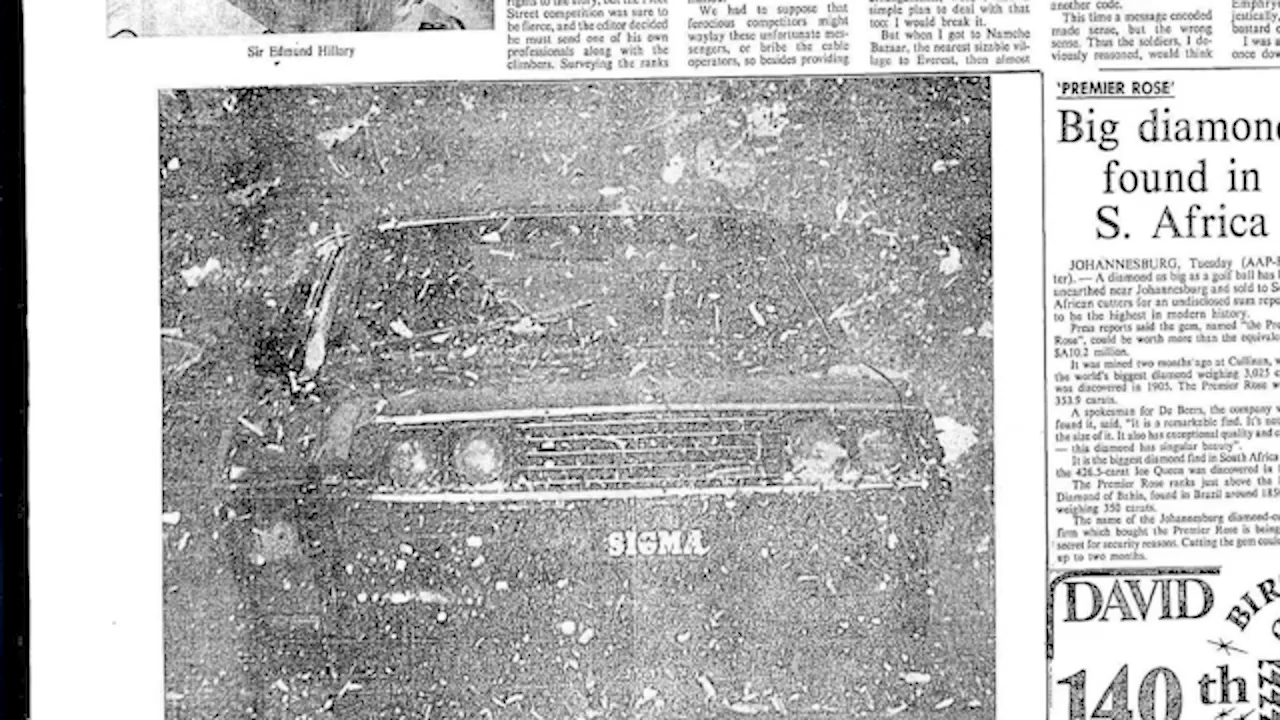 Sir Edmund Hillary
Street competition was sure to
be fierce, and the editor decided
he must send one of his own
professionals along with the
climbers. Surveying the ranks
We had to suppose that
ferocious competitors might
waylay these unfortunate mes-
sengers, or bribe the cable
operators, so besides providing
simple plan to deal with that
too: I would break it.
But when I got to Namche
Bazaar, the nearest sizable vil-
lage to Everest, then almost
another code.
This time a message encoded
made sense, but the wrong
sense. Thus the soldiers, I de-
viously reasoned, would think
I was
once dow
SIGMA
'PREMIER ROSE'
Big diamond
found in
S. Africa
JOHANNESBURG, Tuesday (AAP-
ter). — A diamond as big as a golf ball has
unearthed near Johannesburg and sold to
African cutters for an undisclosed sum
to be the highest in modern history.
Press reports said the gem, named "the
Rose", could be worth more than the
$A10.2 million.
It was mined two months ago at Cullinan,
the world's biggest diamond weighing 3,025
was discovered in 1905. The Premier Rose
353.9 carats.
A spokesman for De Beers, the company
found it, said, "It is a remarkable find. It's
the size of it. It also has exceptional quality and
— this diamond has singular beauty".
It is the biggest diamond find in South Africa
the 426.5-carat Ice Queen was discovered in
The Premier Rose ranks just above the
Diamond of Bahia, found in Brazil around
weighing 350 carats.
The name of the Johannesburg
firm which bought the Premier Rose is being
secret for security reasons. Cutting the gem
up to two months.
DAVID
BIR
140th